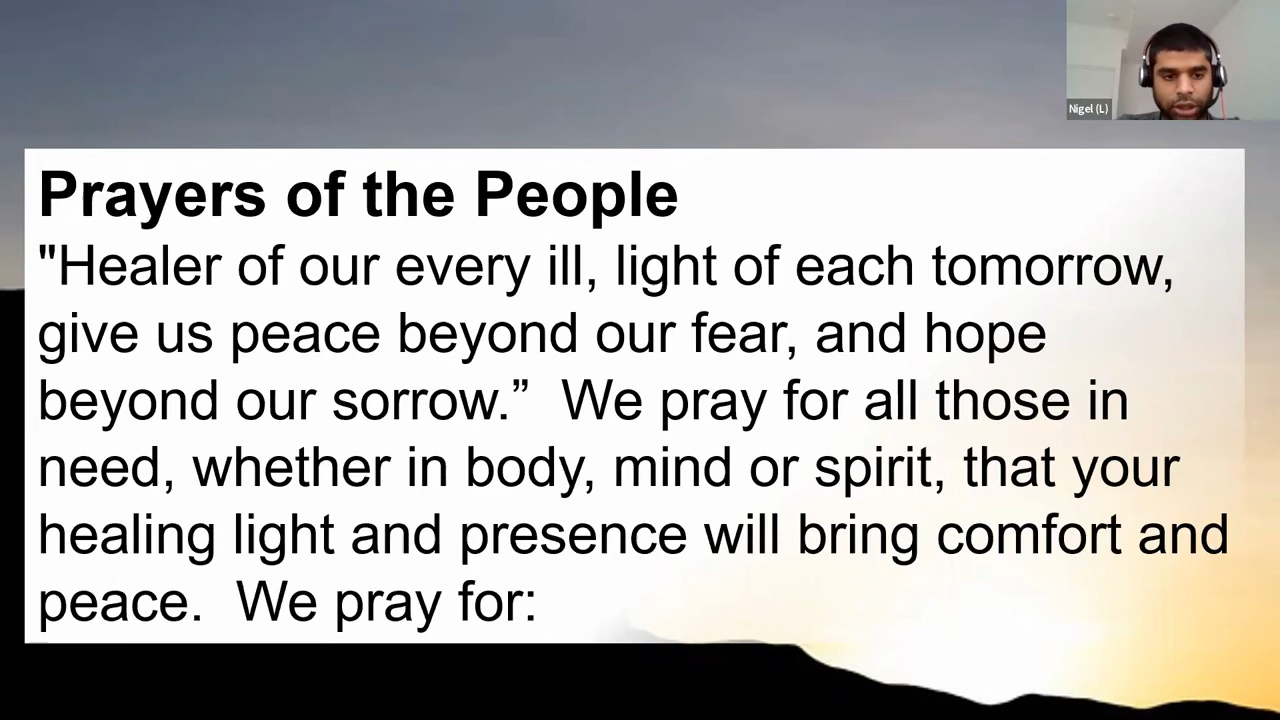 Nigel (L)
Prayers of the People
"Healer of our every ill, light of each tomorrow,
give us peace beyond our fear, and hope
beyond our sorrow.”  We pray for all those in
need, whether in body, mind or spirit, that your
healing light and presence will bring comfort and
peace.  We pray for: